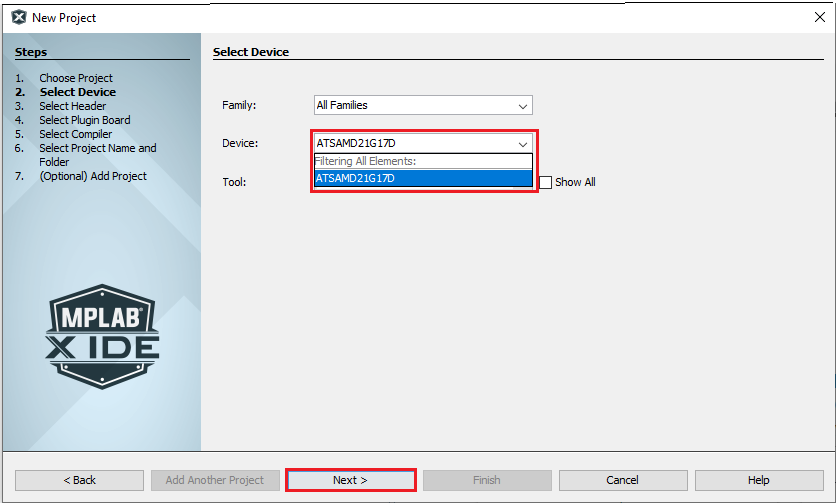 New Project
Steps
1. Choose Project
2. Select Device
3. Select Header
4. Select Plugin Board
5. Select Compiler
6. Select Project Name and
Folder
7. (Optional) Add Project
MPLAB®
X IDE
Select Device
Family: All Families
Device: ATSAMD21G17D
Filtering All Elements:
ATSAMD21G17D
Tool: Show All
< Back Add Another Project Next > Finish Cancel Help